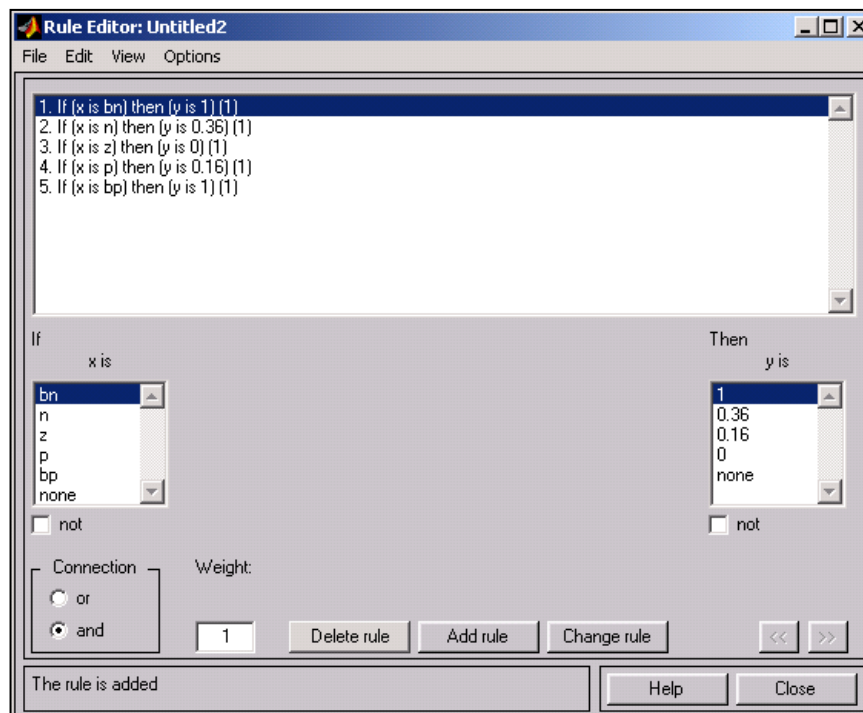 Rule Editor: Untitled2
File Edit View Options
1. If (x is bn) then (y is 1) (1)
2. If (x is n) then (y is 0.36) (1)
3. If (x is z) then (y is 0) (1)
4. If (x is p) then (y is 0.16) (1)
5. If (x is bp) then (y is 1) (1)
If
x is
bn
n
z
p
bp
none
not
Then
y is
1
0.36
0.16
0
none
not
Connection
or
and
Weight:
1
Delete rule
Add rule
Change rule
<<
>>
The rule is added
Help
Close